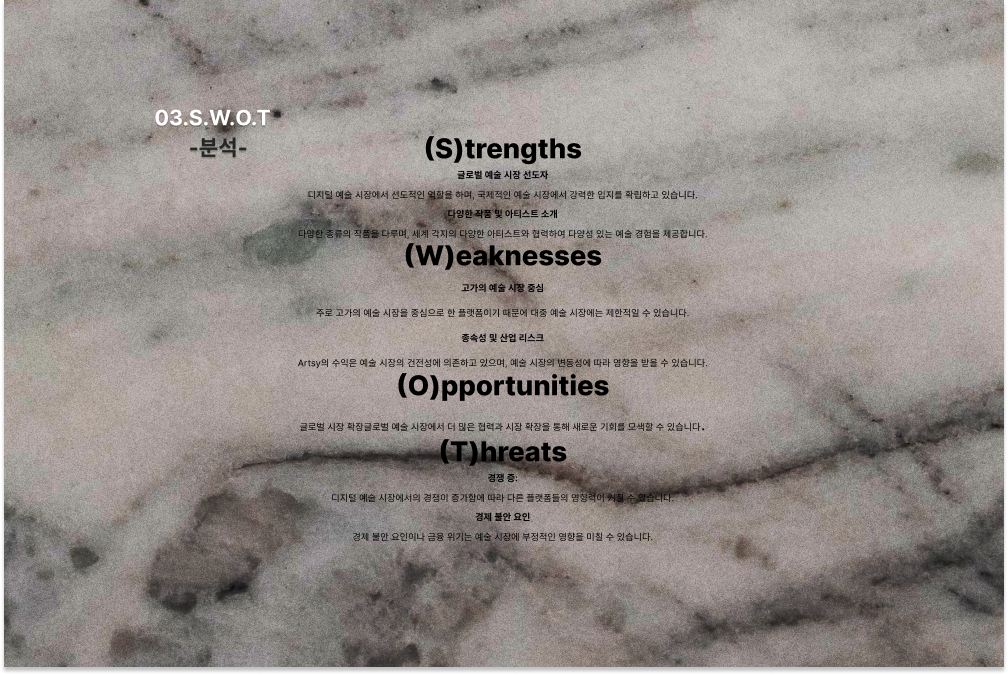 03.S.W.O.T
-분석-
(S)trengths
글로벌 예술 시장 선도자
디지털 예술 시장에서 선도적인 역할을 하며, 국제적인 예술 시장에서 강력한 입지를 확립하고 있습니다.
다양한 작품 및 아티스트 소개
다양한 종류의 작품을 다루며, 세계 각지의 다양한 아티스트와 협력하여 다양성 있는 예술 경험을 제공합니다.
(W)eaknesses
고가의 예술 시장 중심
주로 고가의 예술 시장을 중심으로 한 플랫폼이기 때문에 대중 예술 시장에는 제한적일 수 있습니다.
종속성 및 산업 리스크
Artsy의 수익은 예술 시장의 건전성에 의존하고 있으며, 예술 시장의 변동성에 따라 영향을 받을 수 있습니다.
(O)pportunities
글로벌 시장 확장글로벌 예술 시장에서 더 많은 협력과 시장 확장을 통해 새로운 기회를 모색할 수 있습니다.
(T)hreats
경쟁 증:
디지털 예술 시장에서의 경쟁이 증가함에 따라 다른 플랫폼들의 영향력이 커질 수 있습니다.
경제 불안 요인
경제 불안 요인이나 금융 위기는 예술 시장에 부정적인 영향을 미칠 수 있습니다.